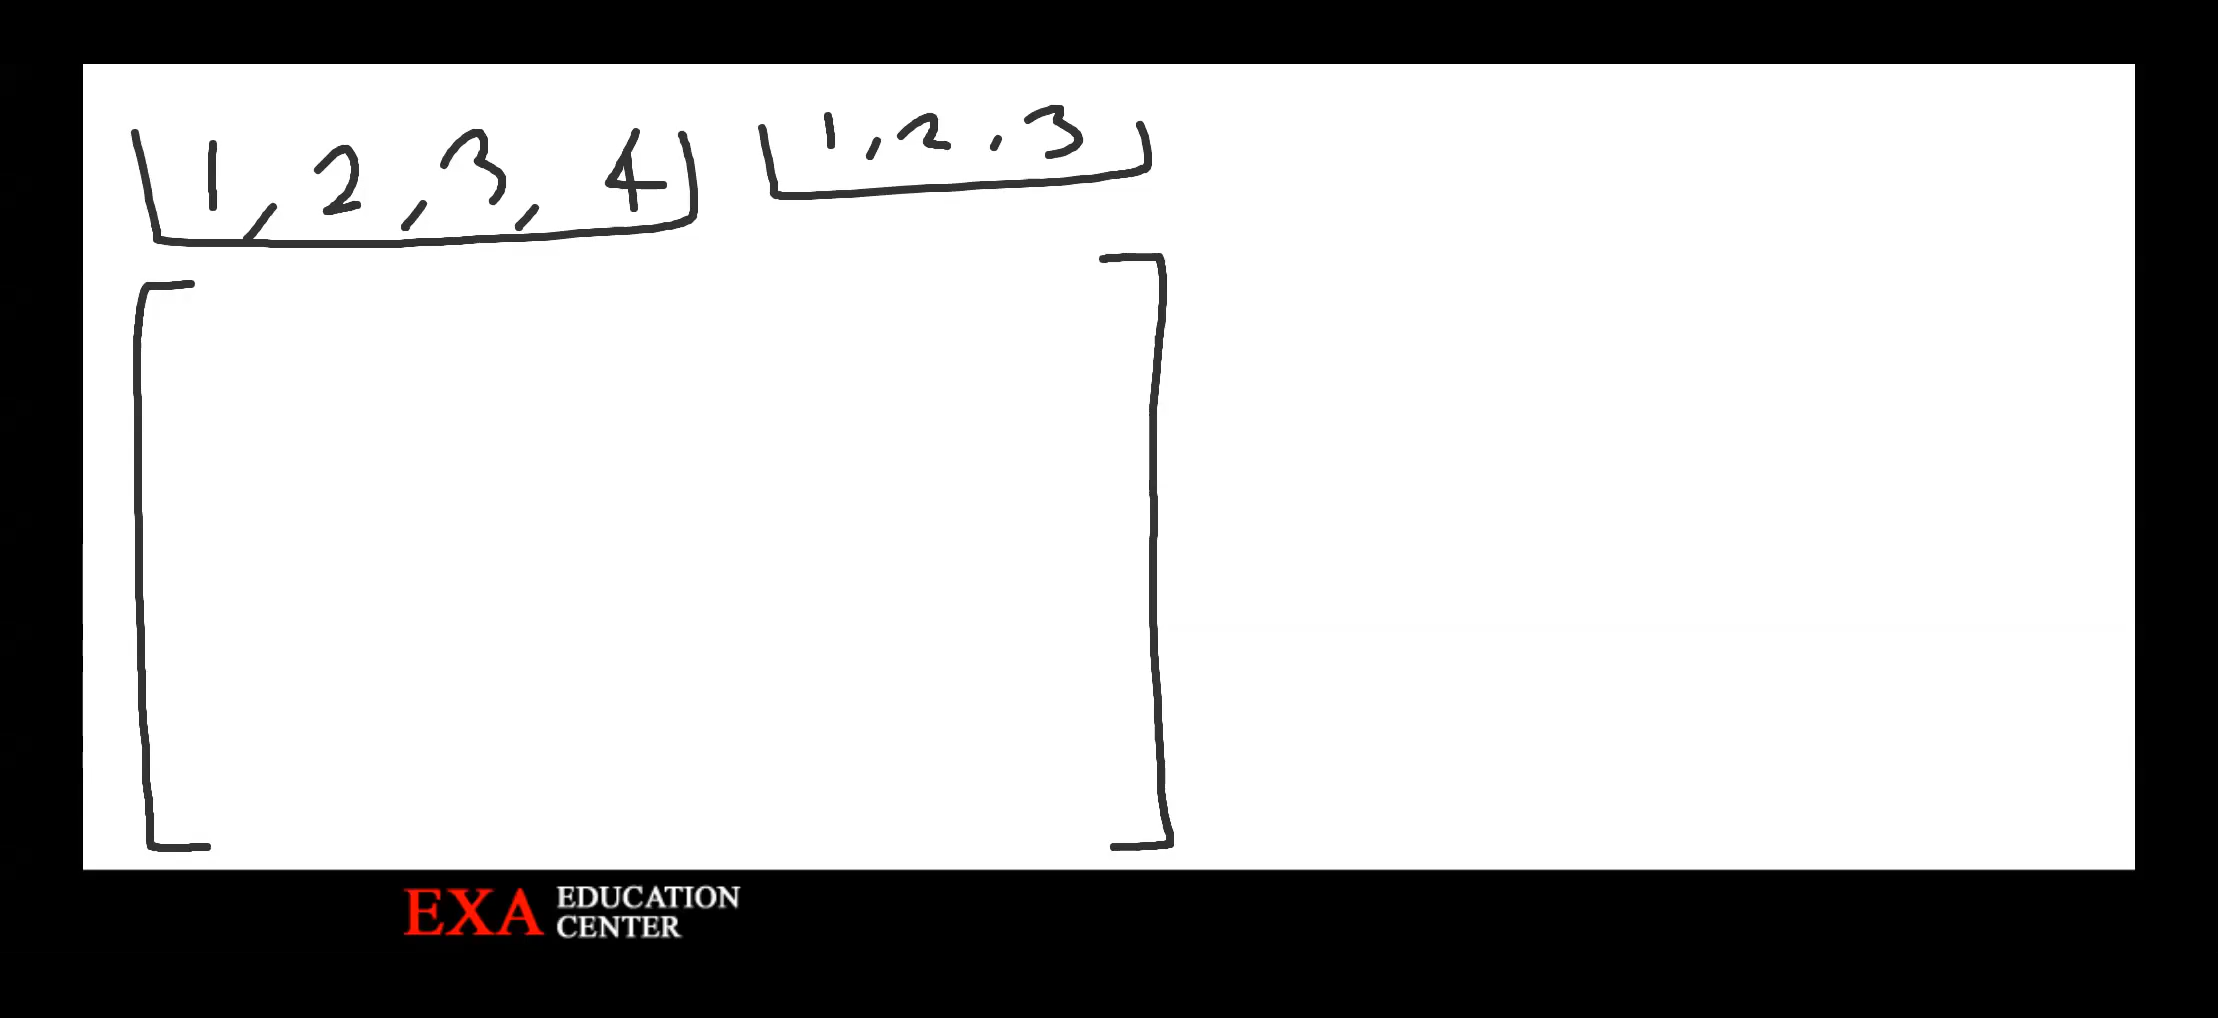 1, 2, 3, 4 1, 2, 3
EXA EDUCATION
CENTER